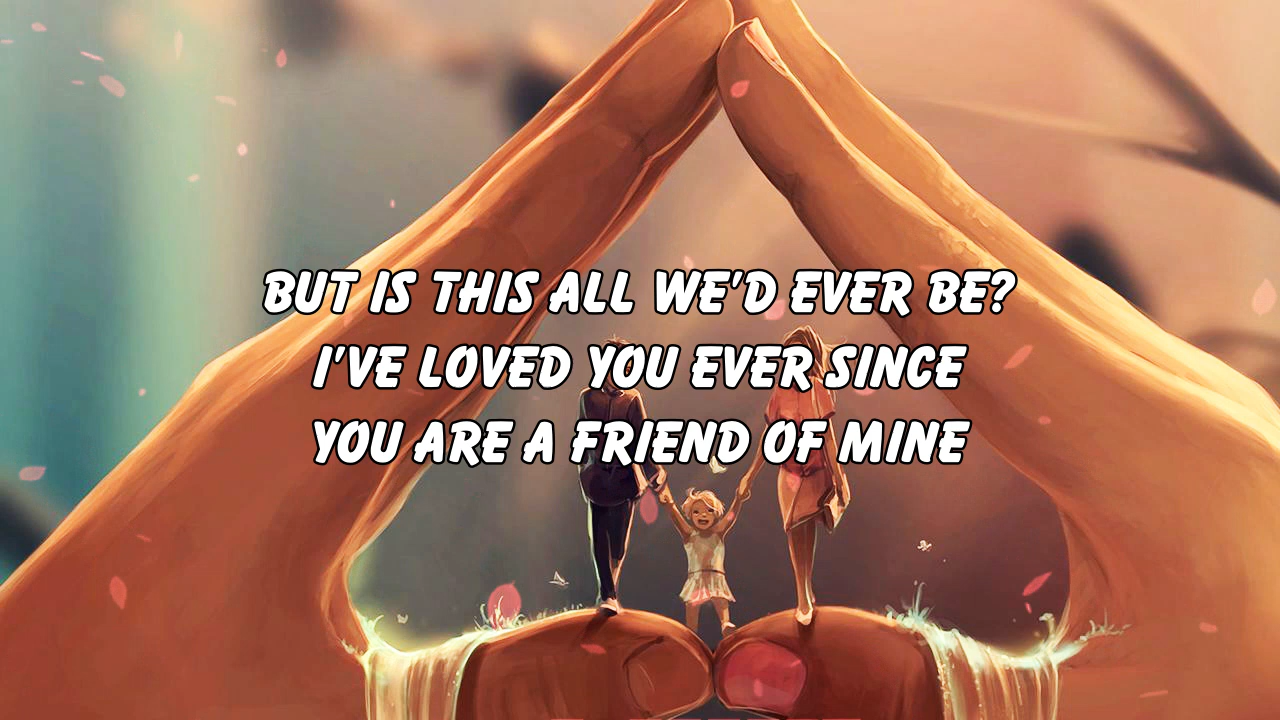 BUT IS THIS ALL WE'D EVER BE?
I'VE LOVED YOU EVER SINCE
YOU ARE A FRIEND OF MINE